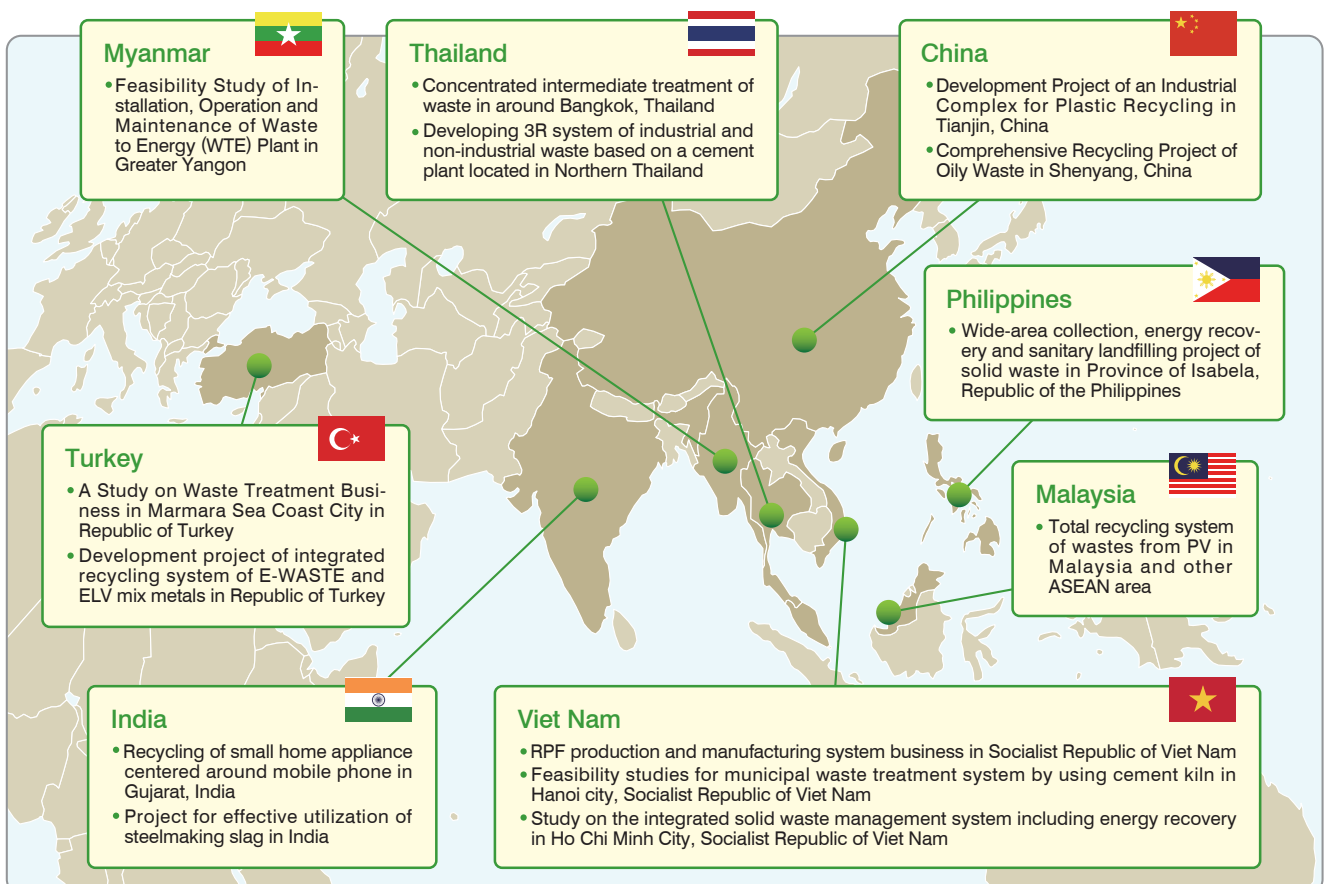 Myanmar
• Feasibility Study of In-
stallation, Operation and
Maintenance of Waste
to Energy (WTE) Plant in
Greater Yangon
Thailand
• Concentrated intermediate treatment of
waste in around Bangkok, Thailand
• Developing 3R system of industrial and
non-industrial waste based on a cement
plant located in Northern Thailand
China
• Development Project of an Industrial
Complex for Plastic Recycling in
Tianjin, China
• Comprehensive Recycling Project of
Oily Waste in Shenyang, China
Philippines
• Wide-area collection, energy recov-
ery and sanitary landfilling project of
solid waste in Province of Isabela,
Republic of the Philippines
Turkey
• A Study on Waste Treatment Busi-
ness in Marmara Sea Coast City in
Republic of Turkey
• Development project of integrated
recycling system of E-WASTE and
ELV mix metals in Republic of Turkey
Malaysia
• Total recycling system
of wastes from PV in
Malaysia and other
ASEAN area
India
• Recycling of small home appliance
centered around mobile phone in
Gujarat, India
• Project for effective utilization of
steelmaking slag in India
Viet Nam
• RPF production and manufacturing system business in Socialist Republic of Viet Nam
• Feasibility studies for municipal waste treatment system by using cement kiln in
Hanoi city, Socialist Republic of Viet Nam
• Study on the integrated solid waste management system including energy recovery
in Ho Chi Minh City, Socialist Republic of Viet Nam